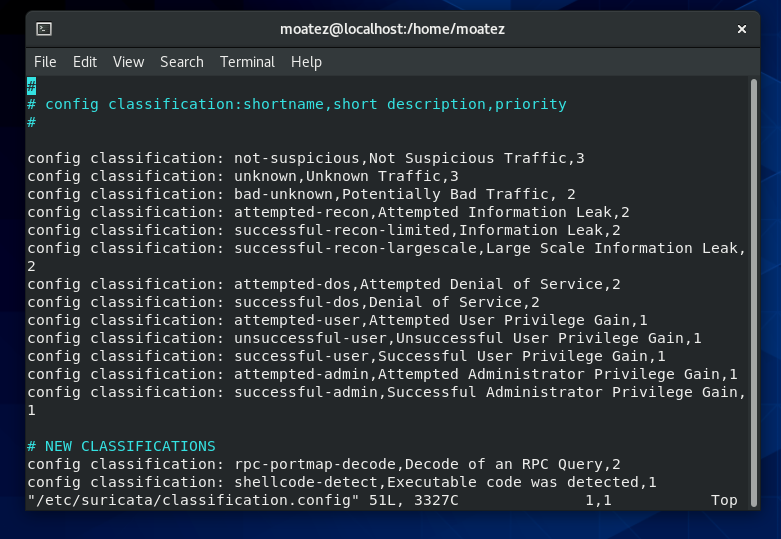 moatez@localhost:/home/moatez
File Edit View Search Terminal Help
#
# config classification:shortname,short description,priority
#
config classification: not-suspicious,Not Suspicious Traffic,3
config classification: unknown,Unknown Traffic,3
config classification: bad-unknown,Potentially Bad Traffic, 2
config classification: attempted-recon,Attempted Information Leak,2
config classification: successful-recon-limited,Information Leak,2
config classification: successful-recon-largescale,Large Scale Information Leak,
2
config classification: attempted-dos,Attempted Denial of Service,2
config classification: successful-dos,Denial of Service,2
config classification: attempted-user,Attempted User Privilege Gain,1
config classification: unsuccessful-user,Unsuccessful User Privilege Gain,1
config classification: successful-user,Successful User Privilege Gain,1
config classification: attempted-admin,Attempted Administrator Privilege Gain,1
config classification: successful-admin,Successful Administrator Privilege Gain,
1
# NEW CLASSIFICATIONS
config classification: rpc-portmap-decode,Decode of an RPC Query,2
config classification: shellcode-detect,Executable code was detected,1
"/etc/suricata/classification.config" 51L, 3327C 1,1 Top